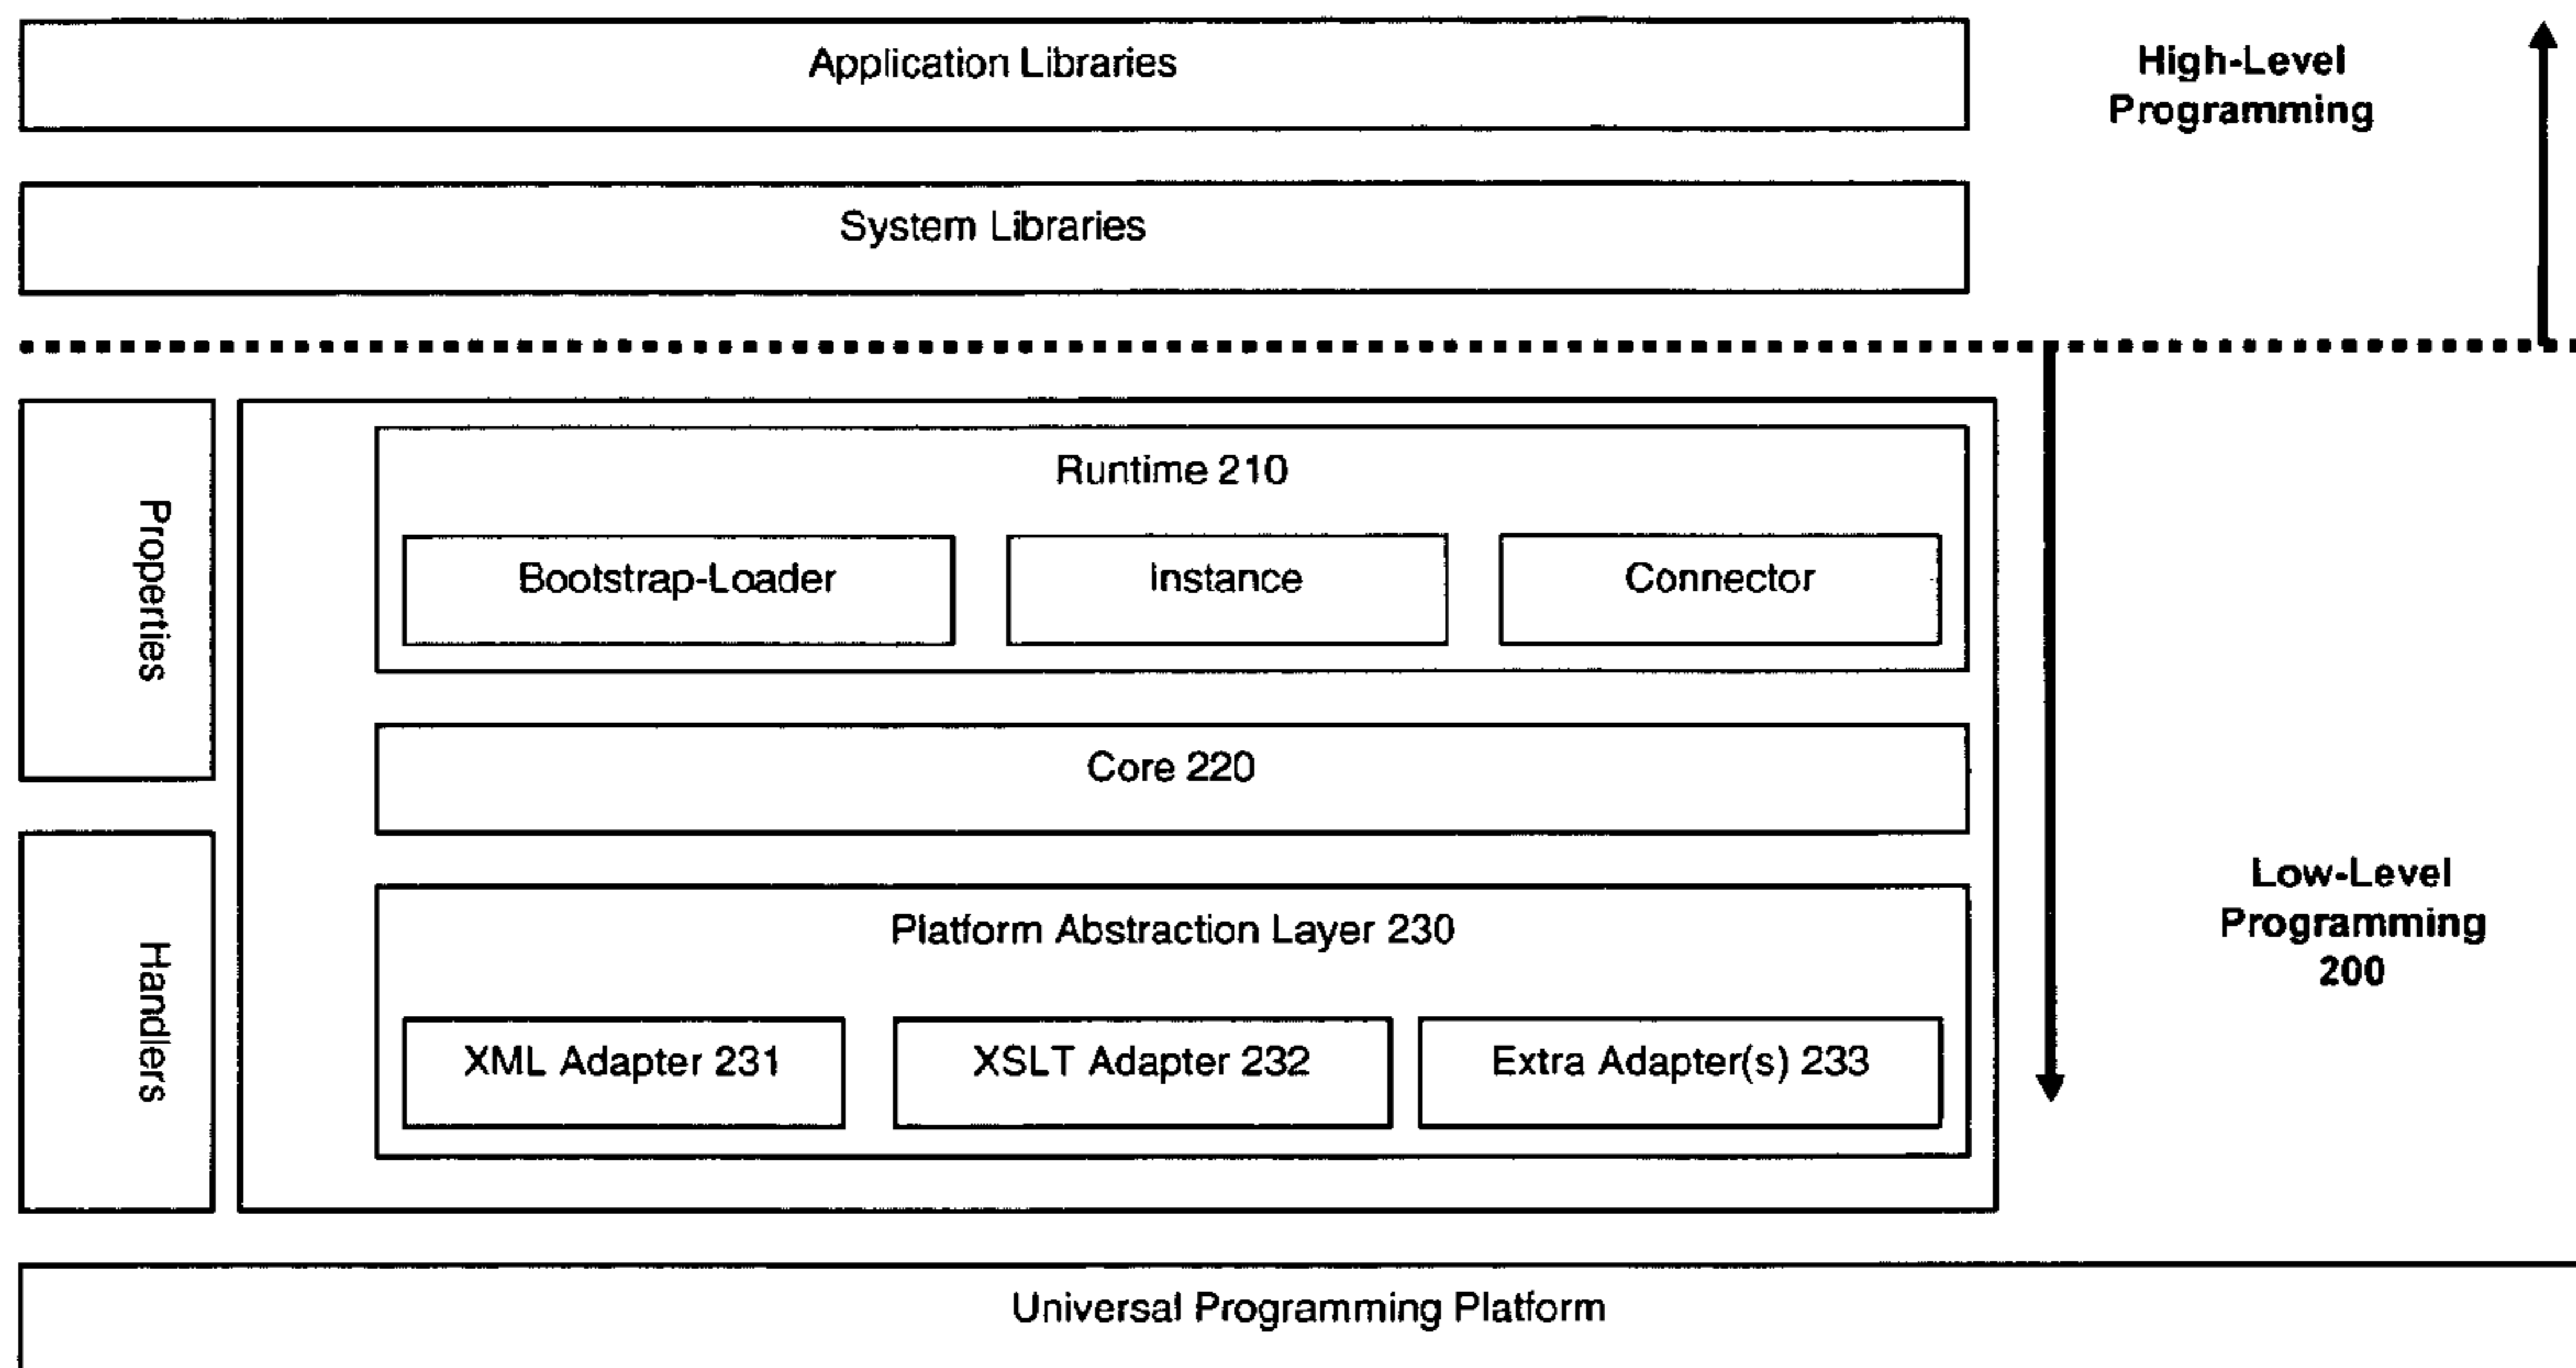 Application Libraries
High-Level
Programming
System Libraries
Properties
Runtime 210
Bootstrap-Loader
Instance
Connector
Core 220
Handlers
Platform Abstraction Layer 230
XML Adapter 231
XSLT Adapter 232
Extra Adapter(s) 233
Low-Level
Programming
200
Universal Programming Platform